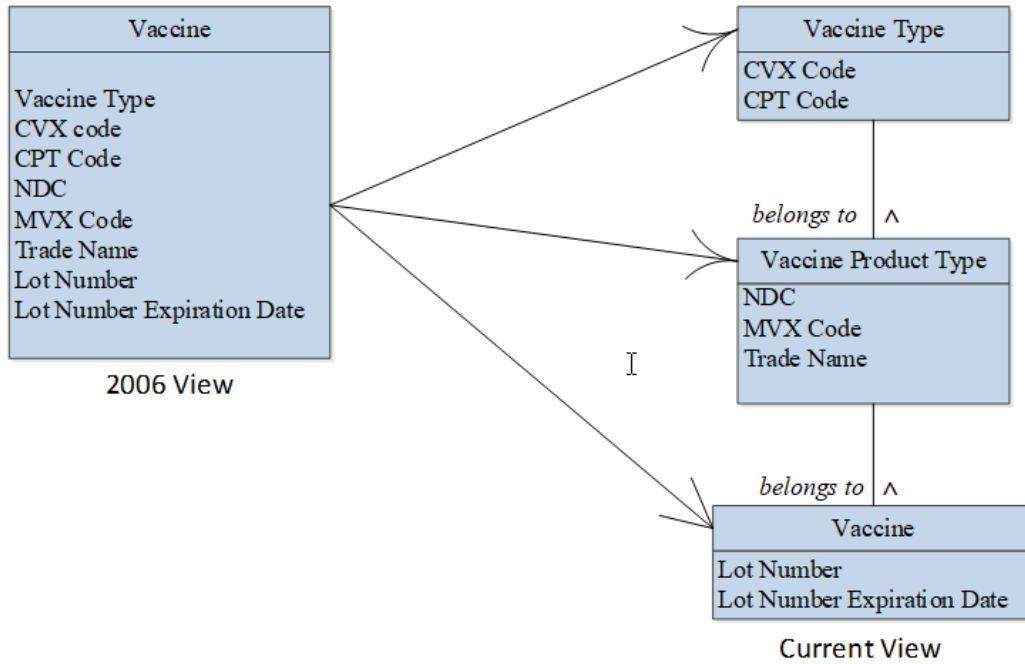 Vaccine
Vaccine Type
CVX code
CPT Code
NDC
MVX Code
Trade Name
Lot Number
Lot Number Expiration Date
2006 View
Vaccine Type
CVX Code
CPT Code
belongs to ^
Vaccine Product Type
NDC
MVX Code
Trade Name
belongs to ^
Vaccine
Lot Number
Lot Number Expiration Date
Current View